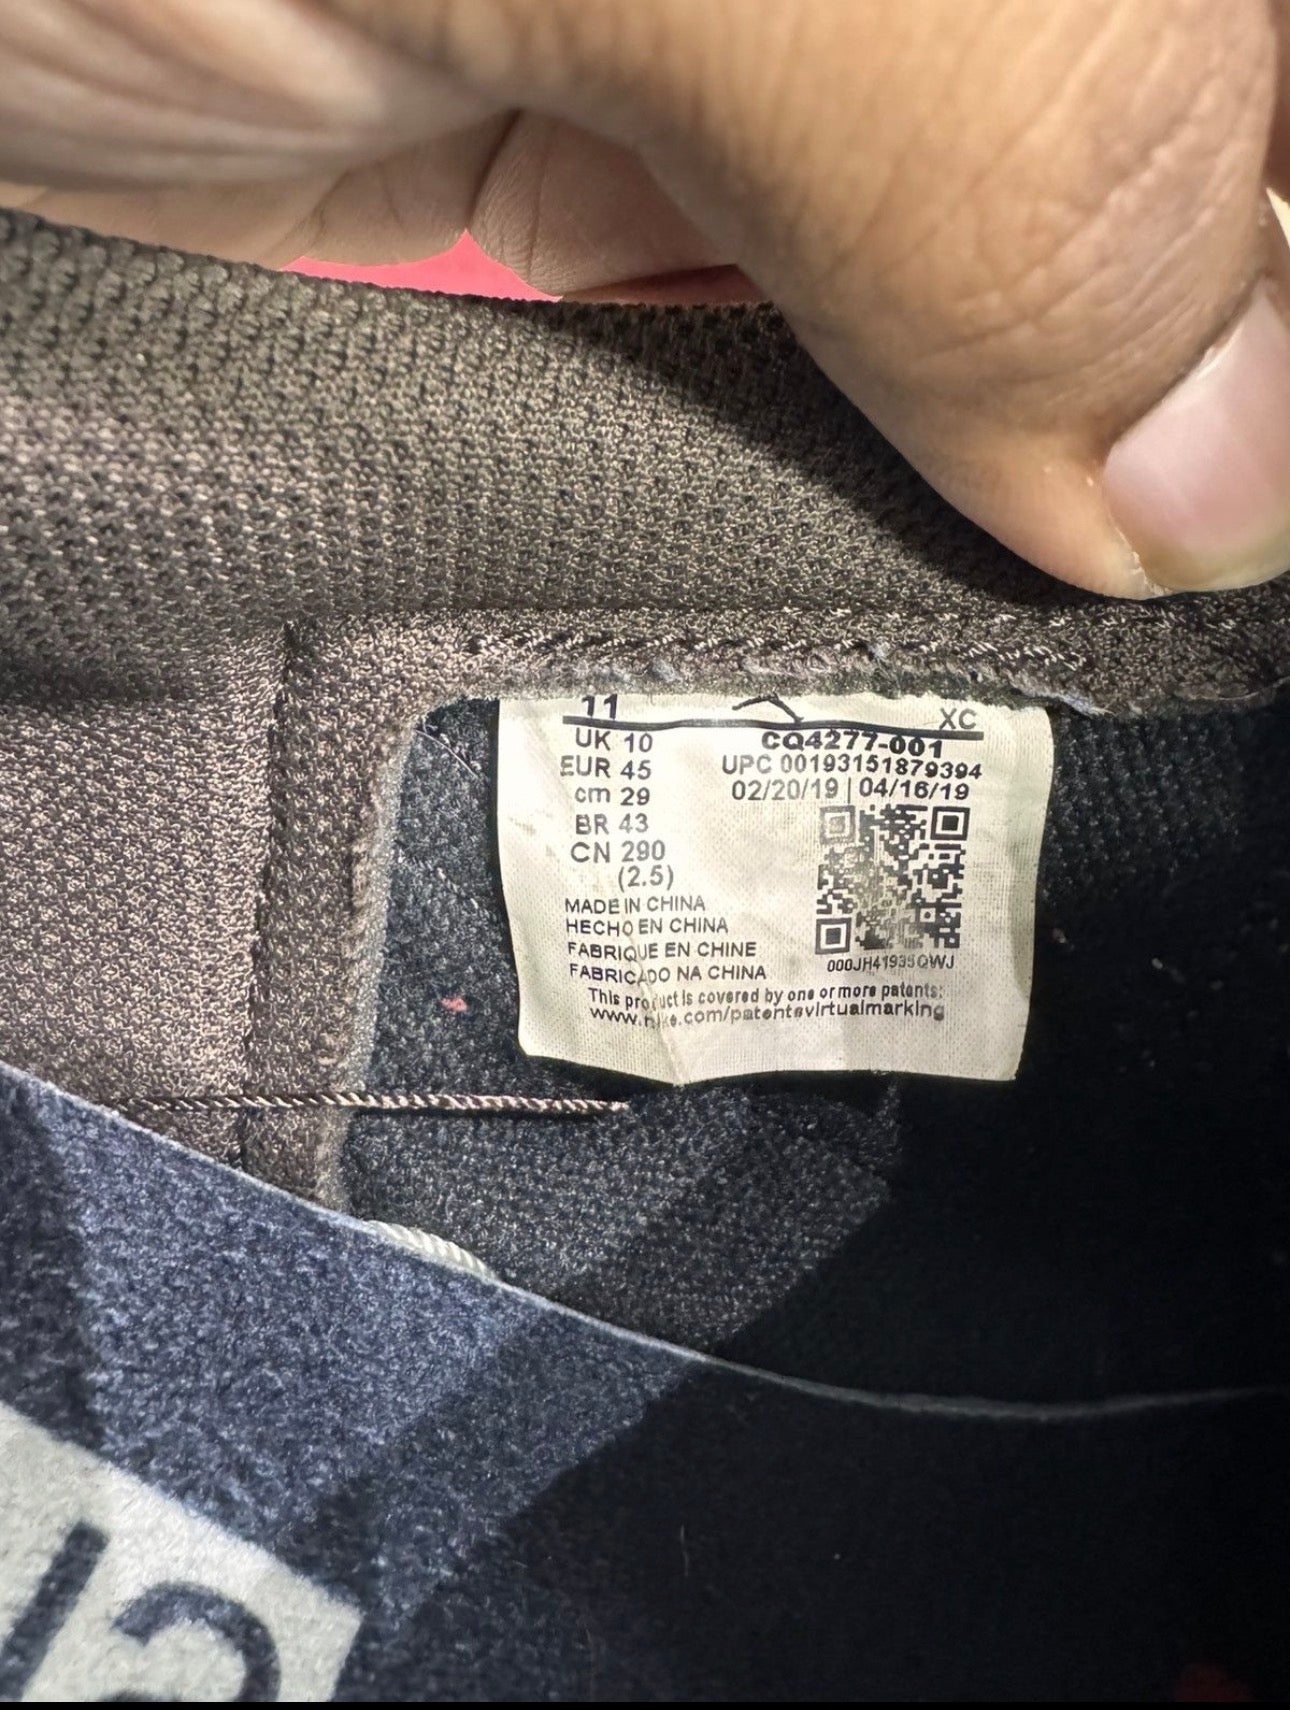 11
XC
UK 10
CQ4277-001
EUR 45
UPC 00193151879394
cm 29
02/20/19 | 04/16/19
BR 43
CN 290
(2.5)
MADE IN CHINA
HECHO EN CHINA
FABRIQUE EN CHINE
FABRICADO NA CHINA
000JH41935QWJ
This product is covered by one or more patents:
www.nike.com/patentsvirtualmarking